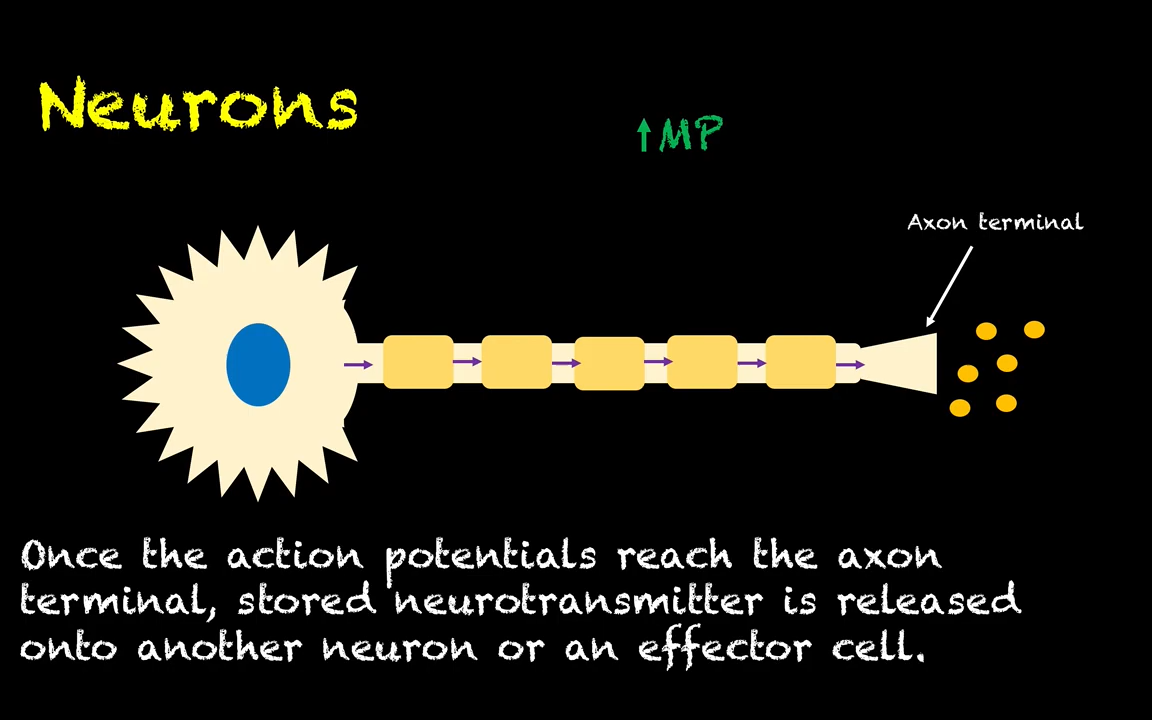 Neurons
↑MP
Axon terminal
Once the action potentials reach the axon
terminal, stored neurotransmitter is released
onto another neuron or an effector cell.